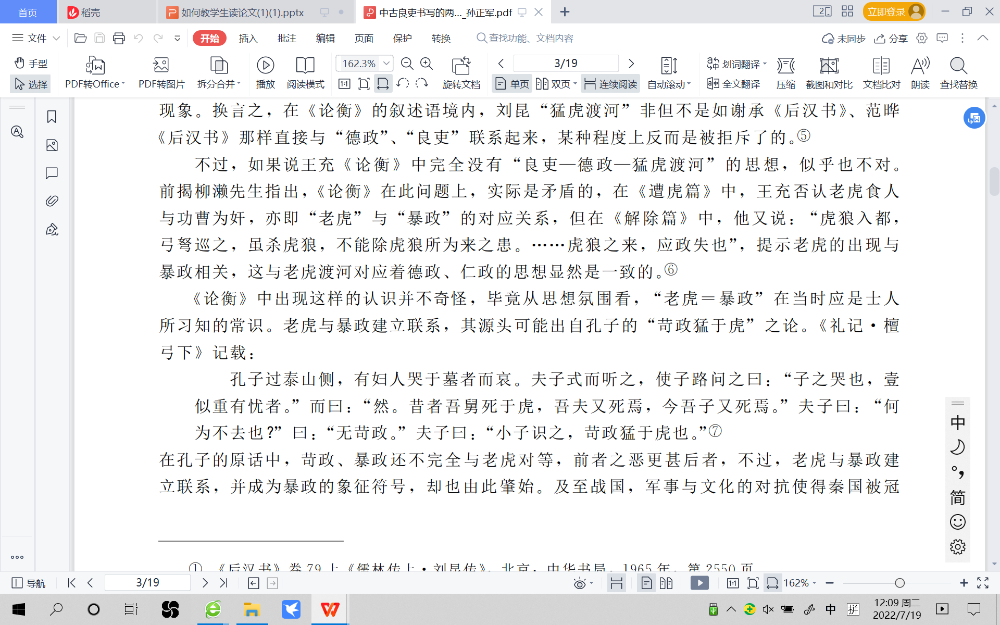 首页
稻壳
如何教学生读论文(1)(1).pptx
中古良吏书写的两..._孙正军.pdf
立即登录
文件
开始
插入
批注
编辑
页面
保护
转换
查找功能、文档内容
未同步
分享
手型
选择
PDF转Office
PDF转图片
拆分合并
播放
阅读模式
162.3%
旋转文档
3/19
单页
双页
连续阅读
自动滚动
划词翻译
全文翻译
压缩
截图和对比
文档比对
朗读
查找替换
现象。换言之，在《论衡》的叙述语境内，刘昆“猛虎渡河”非但不是如谢承《后汉书》、范晔
《后汉书》那样直接与“德政”、“良吏”联系起来，某种程度上反而是被拒斥了的。⑤
不过，如果说王充《论衡》中完全没有“良吏—德政—猛虎渡河”的思想，似乎也不对。
前揭柳濑先生指出，《论衡》在此问题上，实际是矛盾的，在《遭虎篇》中，王充否认老虎食人
与功曹为奸，亦即“老虎”与“暴政”的对应关系，但在《解除篇》中，他又说：“虎狼入都，
弓弩巡之，虽杀虎狼，不能除虎狼所为来之患。……虎狼之来，应政失也”，提示老虎的出现与
暴政相关，这与老虎渡河对应着德政、仁政的思想显然是一致的。⑥
《论衡》中出现这样的认识并不奇怪，毕竟从思想氛围看，“老虎＝暴政”在当时应是士人
所习知的常识。老虎与暴政建立联系，其源头可能出自孔子的“苛政猛于虎”之论。《礼记·檀
弓下》记载：
孔子过泰山侧，有妇人哭于墓者而哀。夫子式而听之，使子路问之曰：“子之哭也，壹
似重有忧者。”而曰：“然。昔者吾舅死于虎，吾夫又死焉，今吾子又死焉。”夫子曰：“何
为不去也？”曰：“无苛政。”夫子曰：“小子识之，苛政猛于虎也。”⑦
在孔子的原话中，苛政、暴政还不完全与老虎对等，前者之恶更甚后者，不过，老虎与暴政建
立联系，并成为暴政的象征符号，却也由此肇始。及至战国，军事与文化的对抗使得秦国被冠
① 《后汉书》卷79上《儒林传上·刘昆传》，北京：中华书局，1965年，第2550页
中
简
导航
3/19
162%
中
拼
12:09 周二
2022/7/19